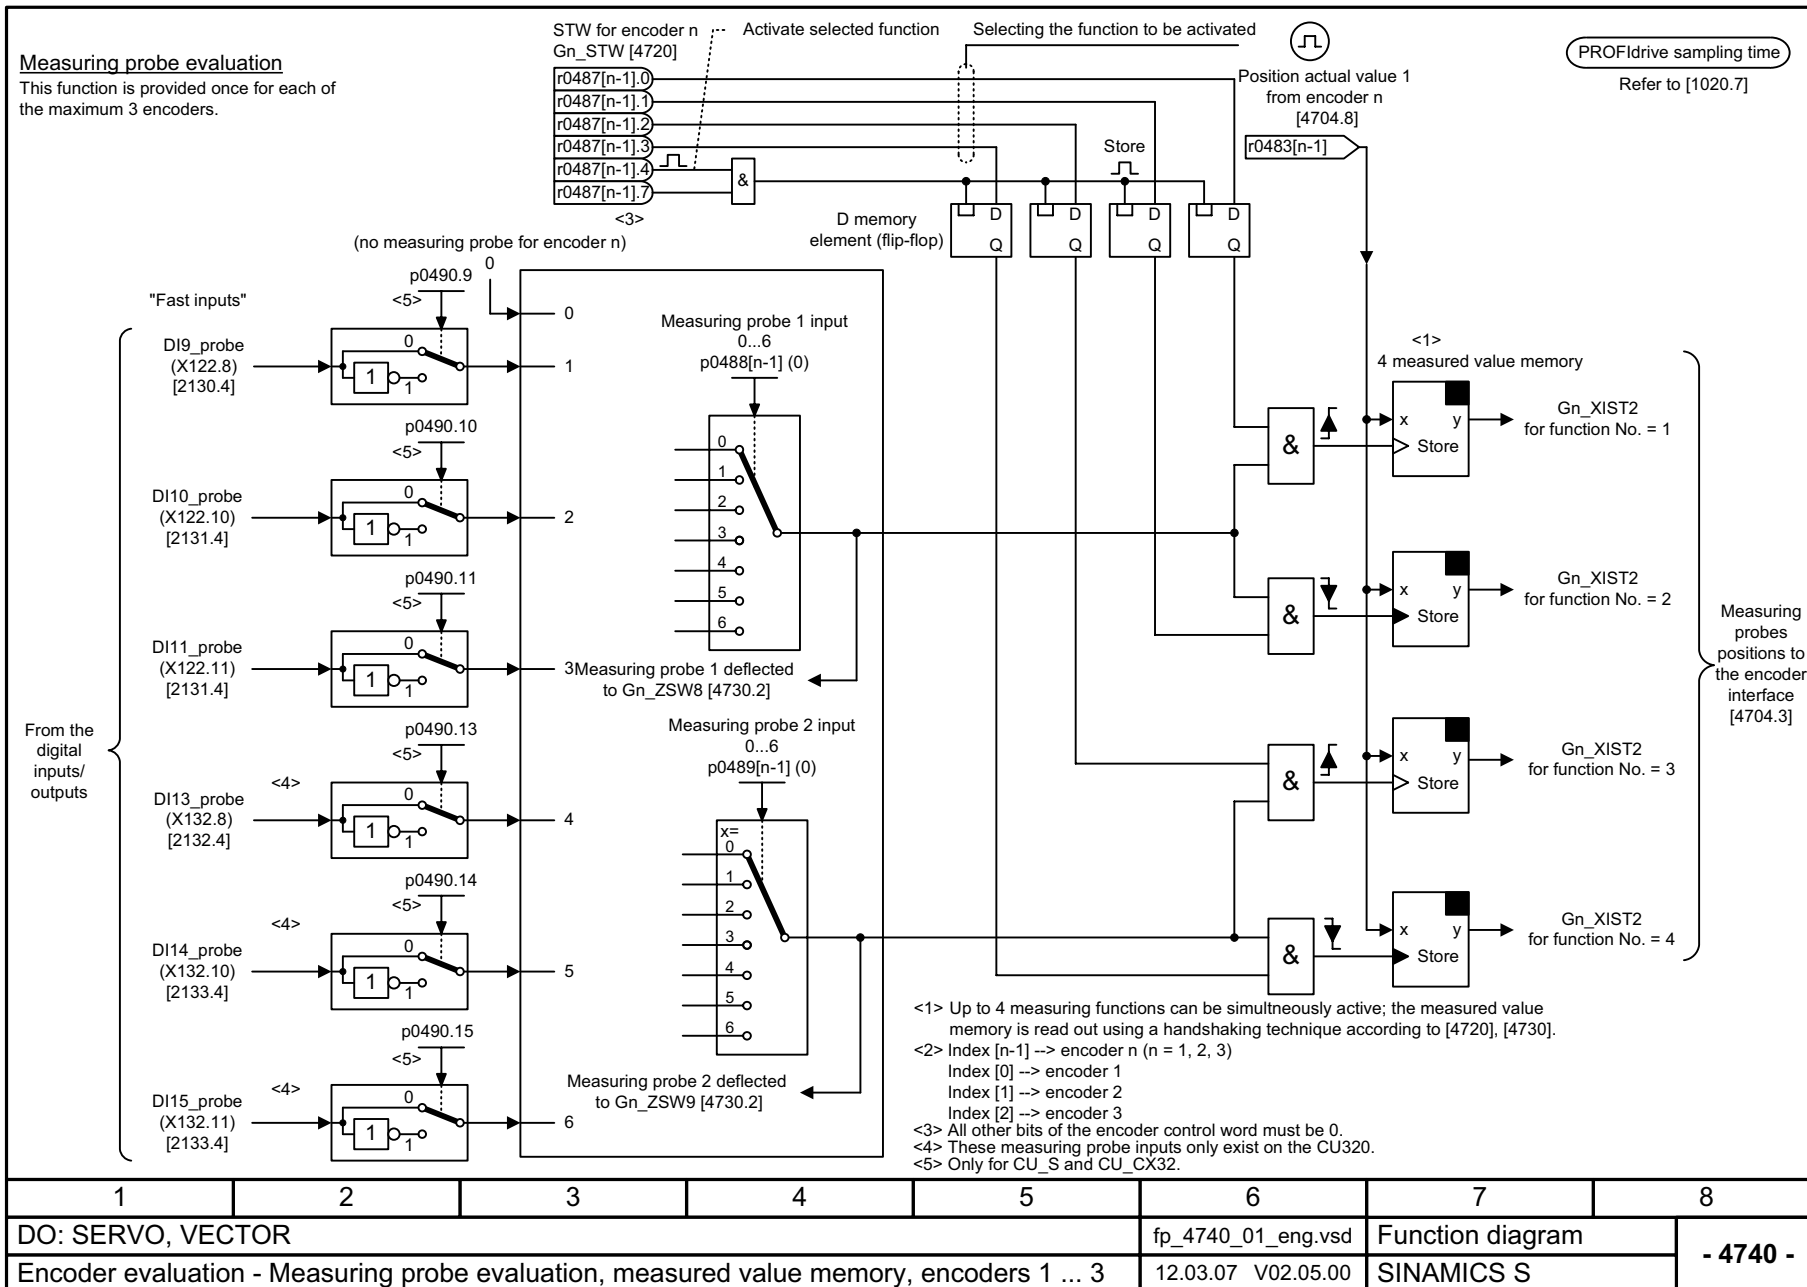 Measuring probe evaluation
This function is provided once for each of
the maximum 3 encoders.
STW for encoder n
Gn_STW [4720]
Activate selected function
Selecting the function to be activated
PROFIdrive sampling time
Refer to [1020.7]
r0487[n-1].0
r0487[n-1].1
r0487[n-1].2
r0487[n-1].3
r0487[n-1].4
r0487[n-1].7
<3>
&
Store
Position actual value 1
from encoder n
[4704.8]
r0483[n-1]
D memory
element (flip-flop)
D
Q
D
Q
D
Q
D
Q
(no measuring probe for encoder n)
0
"Fast inputs"
From the
digital
inputs/
outputs
p0490.9
<5>
DI9_probe
(X122.8)
[2130.4]
0
1
1
p0490.10
<5>
DI10_probe
(X122.10)
[2131.4]
0
1
1
p0490.11
<5>
DI11_probe
(X122.11)
[2131.4]
0
1
1
p0490.13
<5>
<4>
DI13_probe
(X132.8)
[2132.4]
0
1
1
p0490.14
<5>
<4>
DI14_probe
(X132.10)
[2133.4]
0
1
1
p0490.15
<5>
<4>
DI15_probe
(X132.11)
[2133.4]
0
1
1
0
1
2
3
4
5
6
Measuring probe 1 input
0...6
p0488[n-1] (0)
0
1
2
3
4
5
6
Measuring probe 1 deflected
to Gn_ZSW8 [4730.2]
Measuring probe 2 input
0...6
p0489[n-1] (0)
x=
0
1
2
3
4
5
6
Measuring probe 2 deflected
to Gn_ZSW9 [4730.2]
<1>
4 measured value memory
&
x
y
Store
Gn_XIST2
for function No. = 1
&
x
y
Store
Gn_XIST2
for function No. = 2
&
x
y
Store
Gn_XIST2
for function No. = 3
&
x
y
Store
Gn_XIST2
for function No. = 4
Measuring
probes
positions to
the encoder
interface
[4704.3]
<1> Up to 4 measuring functions can be simultneously active; the measured value
memory is read out using a handshaking technique according to [4720], [4730].
<2> Index [n-1] --> encoder n (n = 1, 2, 3)
Index [0] --> encoder 1
Index [1] --> encoder 2
Index [2] --> encoder 3
<3> All other bits of the encoder control word must be 0.
<4> These measuring probe inputs only exist on the CU320.
<5> Only for CU_S and CU_CX32.
1 2 3 4 5 6 7 8
DO: SERVO, VECTOR
fp_4740_01_eng.vsd
Function diagram
- 4740 -
Encoder evaluation - Measuring probe evaluation, measured value memory, encoders 1 ... 3
12.03.07 V02.05.00
SINAMICS S